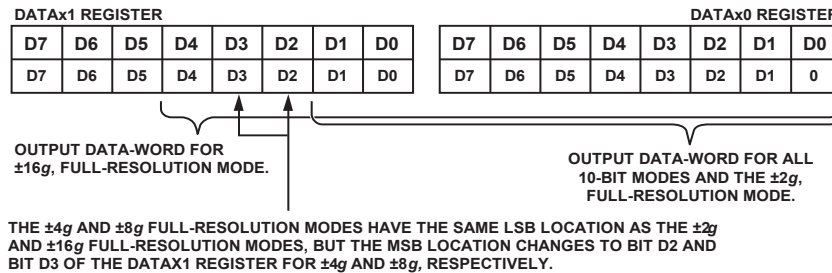 DATAx1 REGISTER
DATAx0 REGISTER
D7 D6 D5 D4 D3 D2 D1 D0
D7 D6 D5 D4 D3 D2 D1 D0
D7 D6 D5 D4 D3 D2 D1 D0
D7 D6 D5 D4 D3 D2 D1 0
OUTPUT DATA-WORD FOR
±16g, FULL-RESOLUTION MODE.
OUTPUT DATA-WORD FOR ALL
10-BIT MODES AND THE ±2g,
FULL-RESOLUTION MODE.
THE ±4g AND ±8g FULL-RESOLUTION MODES HAVE THE SAME LSB LOCATION AS THE ±2g
AND ±16g FULL-RESOLUTION MODES, BUT THE MSB LOCATION CHANGES TO BIT D2 AND
BIT D3 OF THE DATAX1 REGISTER FOR ±4g AND ±8g, RESPECTIVELY.